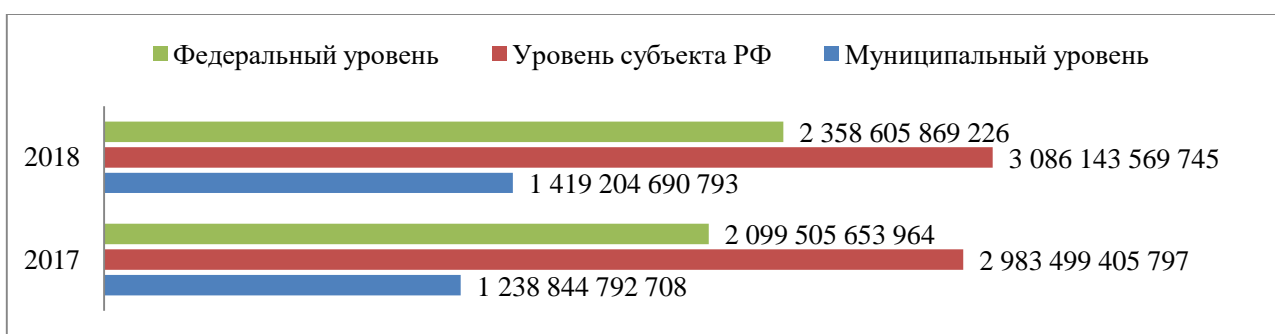 Федеральный уровень Уровень субъекта РФ Муниципальный уровень
2 358 605 869 226
2018 3 086 143 569 745
1 419 204 690 793
2 099 505 653 964
2017 2 983 499 405 797
1 238 844 792 708